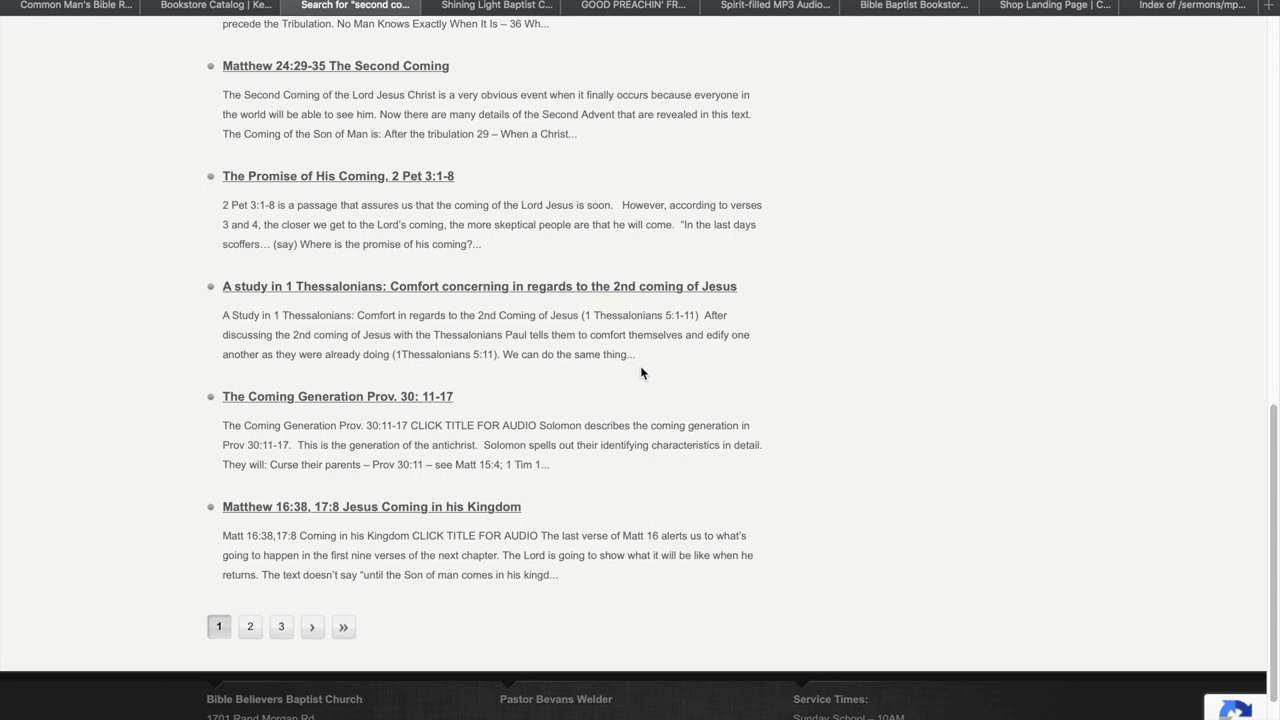 Common Man's Bible R...
Bookstore Catalog | Ke...
Search for "second co...
Shining Light Baptist C...
GOOD PREACHIN' FR...
Spirit-filled MP3 Audio...
Bible Baptist Bookstor...
Shop Landing Page | C...
Index of /sermons/mp...
precede the Tribulation. No Man Knows Exactly When It Is – 36 Wh...
Matthew 24:29-35 The Second Coming
The Second Coming of the Lord Jesus Christ is a very obvious event when it finally occurs because everyone in
the world will be able to see him. Now there are many details of the Second Advent that are revealed in this text.
The Coming of the Son of Man is: After the tribulation 29 – When a Christ...
The Promise of His Coming, 2 Pet 3:1-8
2 Pet 3:1-8 is a passage that assures us that the coming of the Lord Jesus is soon. However, according to verses
3 and 4, the closer we get to the Lord's coming, the more skeptical people are that he will come. "In the last days
scoffers… (say) Where is the promise of his coming?...
A study in 1 Thessalonians: Comfort concerning in regards to the 2nd coming of Jesus
A Study in 1 Thessalonians: Comfort in regards to the 2nd Coming of Jesus (1 Thessalonians 5:1-11) After
discussing the 2nd coming of Jesus with the Thessalonians Paul tells them to comfort themselves and edify one
another as they were already doing (1Thessalonians 5:11). We can do the same thing...
The Coming Generation Prov. 30: 11-17
The Coming Generation Prov. 30:11-17 CLICK TITLE FOR AUDIO Solomon describes the coming generation in
Prov 30:11-17. This is the generation of the antichrist. Solomon spells out their identifying characteristics in detail.
They will: Curse their parents – Prov 30:11 – see Matt 15:4; 1 Tim 1...
Matthew 16:38, 17:8 Jesus Coming in his Kingdom
Matt 16:38,17:8 Coming in his Kingdom CLICK TITLE FOR AUDIO The last verse of Matt 16 alerts us to what's
going to happen in the first nine verses of the next chapter. The Lord is going to show what it will be like when he
returns. The text doesn't say "until the Son of man comes in his kingd...
1 2 3 › »
Bible Believers Baptist Church
Pastor Bevans Welder
Service Times:
1701 Rand Morgan Rd
Sunday School – 10AM